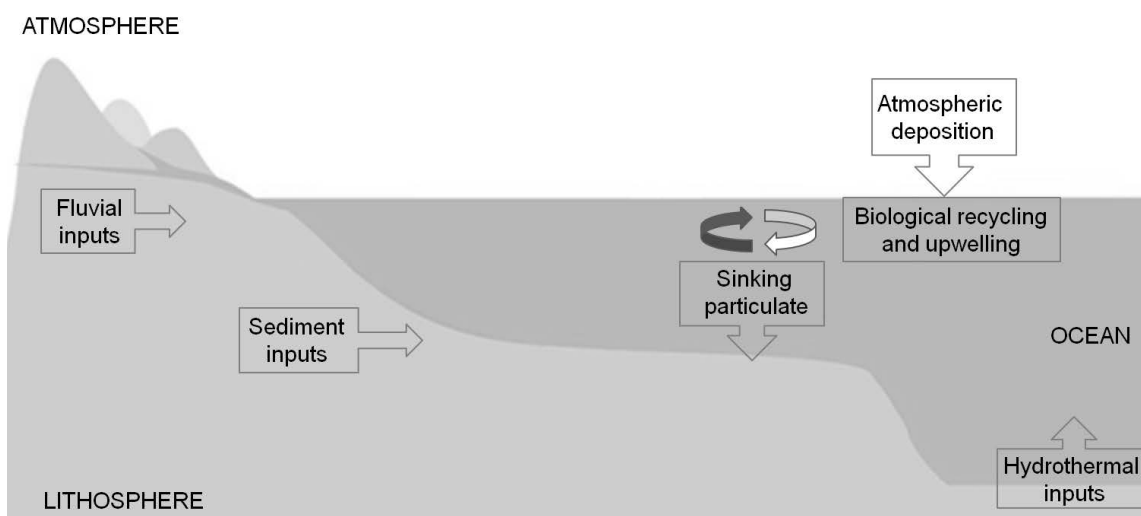 ATMOSPHERE
Atmospheric
deposition
Fluvial
inputs
Biological recycling
and upwelling
Sinking
particulate
Sediment
inputs
OCEAN
Hydrothermal
inputs
LITHOSPHERE